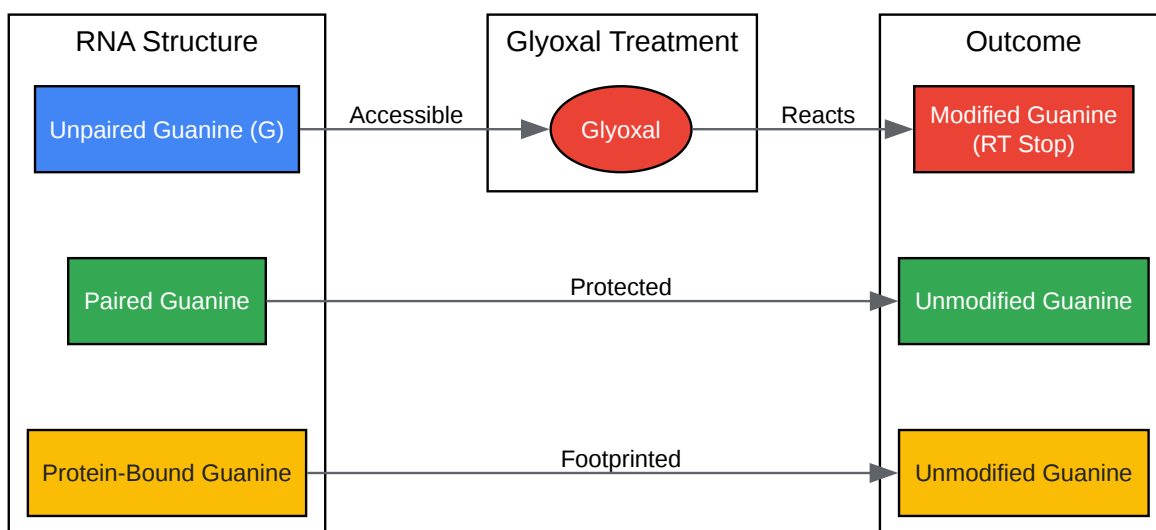 RNA Structure
Glyoxal Treatment
Outcome
Unpaired Guanine (G)
Accessible
Glyoxal
Reacts
Modified Guanine
(RT Stop)
Paired Guanine
Protected
Unmodified Guanine
Protein-Bound Guanine
Footprinted
Unmodified Guanine